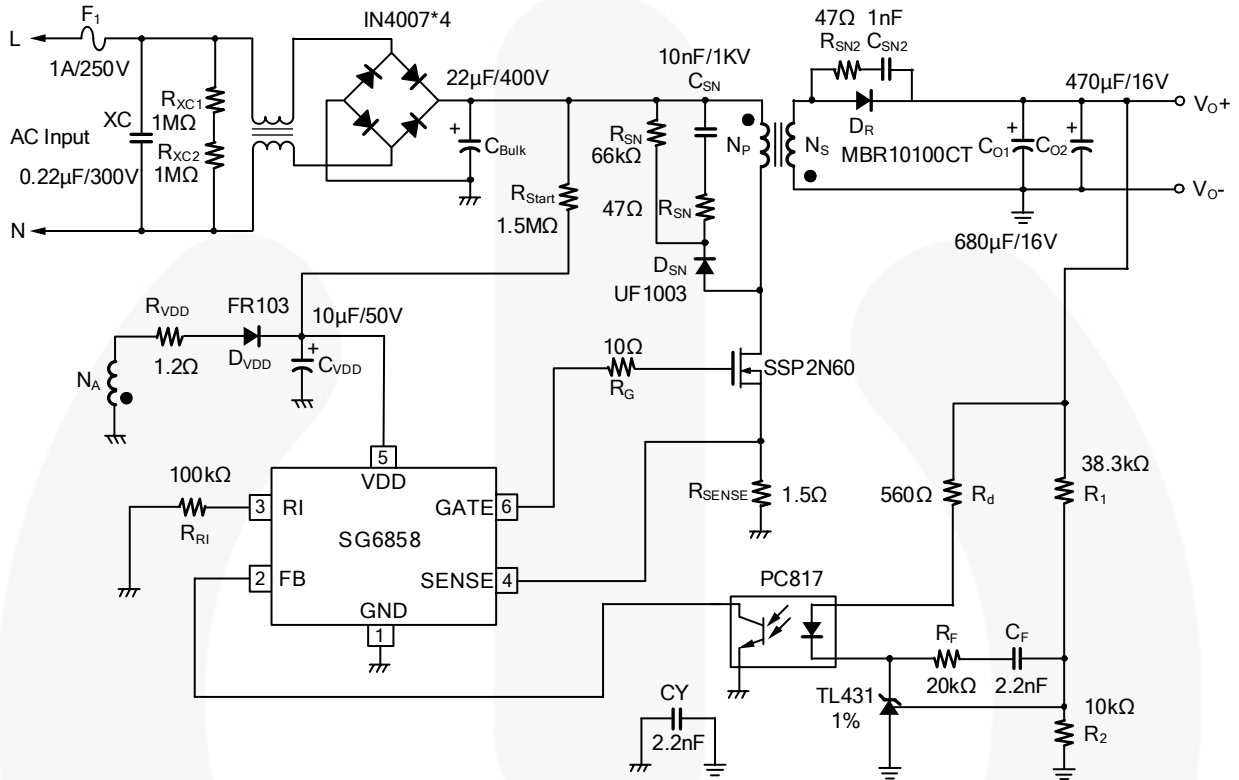 F1
L
1A/250V
IN4007*4
22µF/400V
XC
RXC1
1MΩ
RXC2
1MΩ
AC Input
0.22µF/300V
N
+
CBulk
RStart
1.5MΩ
10nF/1KV
CSN
RSN
66kΩ
47Ω
RSN
DSN
UF1003
NP
NS
47Ω
1nF
RSN2
CSN2
DR
MBR10100CT
470µF/16V
VO+
+
CO1
CO2
+
VO-
680µF/16V
RVDD
FR103
10µF/50V
1.2Ω
DVDD
+
CVDD
NA
10Ω
RG
SSP2N60
100kΩ
RRI
5
VDD
3
RI
GATE
6
SG6858
2
FB
SENSE
4
GND
1
RSENSE
1.5Ω
560Ω
Rd
38.3kΩ
R1
PC817
RF
CF
20kΩ
2.2nF
TL431
1%
10kΩ
R2
CY
2.2nF